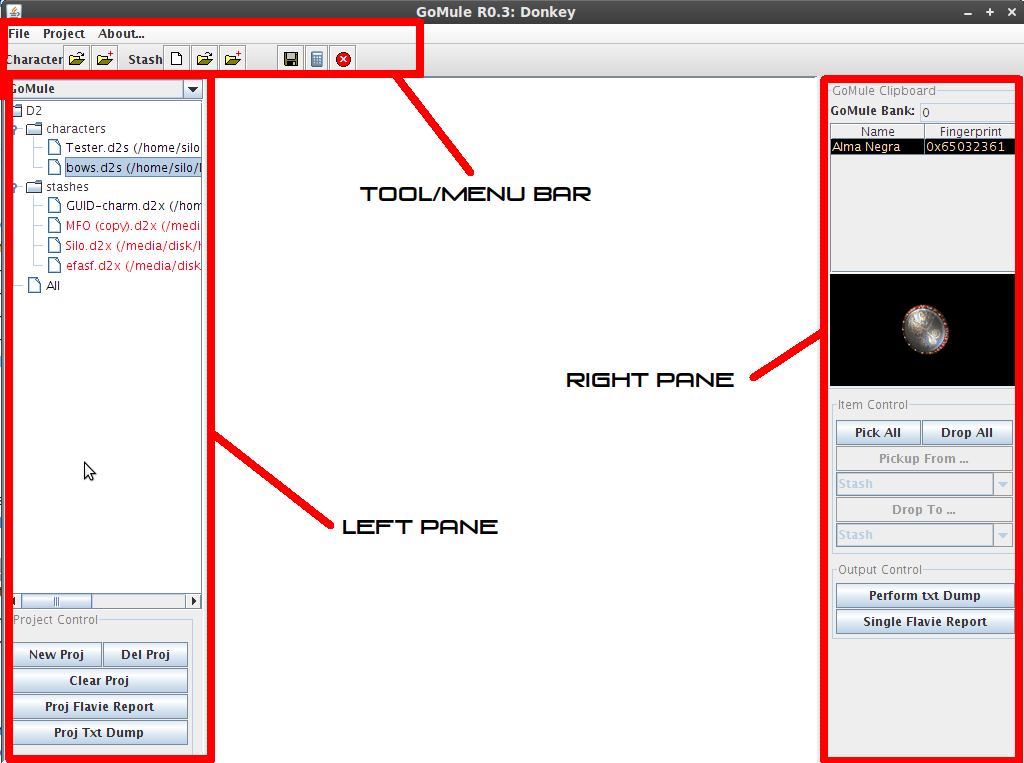 GoMule R0.3: Donkey
File Project About...
Character Stash
GoMule
D2
characters
Tester.d2s (/home/silo
bows.d2s (/home/silo/
stashes
GUID-charm.d2x (/hom
MFO (copy).d2x (/medi
Silo.d2x (/media/disk/
efasf.d2x (/media/disk
All
Project Control
New Proj Del Proj
Clear Proj
Proj Flavie Report
Proj Txt Dump
TOOL/MENU BAR
RIGHT PANE
LEFT PANE
GoMule Clipboard
GoMule Bank: 0
Name Fingerprint
Alma Negra 0x65032361
Item Control
Pick All Drop All
Pickup From ...
Stash
Drop To ...
Stash
Output Control
Perform txt Dump
Single Flavie Report